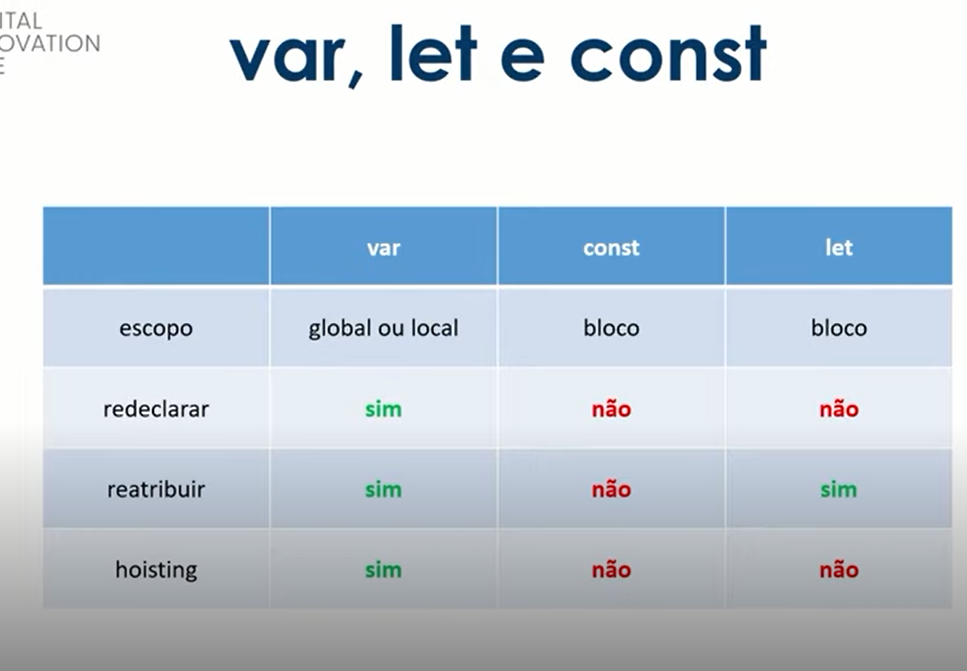 ITAL
OVATION
E
var, let e const
var const let
escopo global ou local bloco bloco
redeclarar sim não não
reatribuir sim não sim
hoisting sim não não